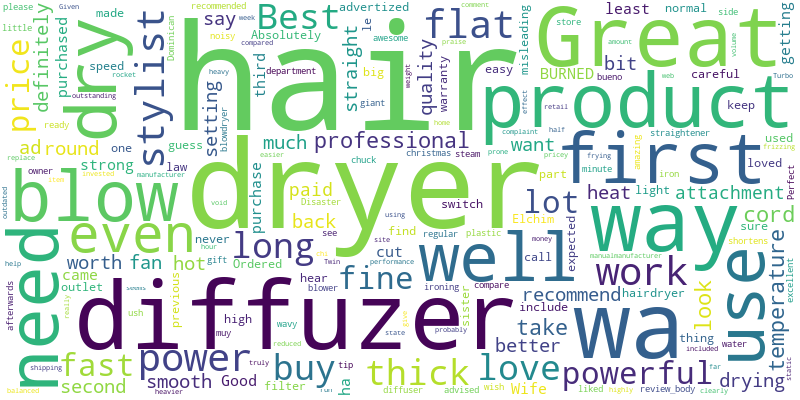 hair
dryer
diffuzer
Great
product
first
way
wa
well
use
need
blow
dry
even
long
stylist
Best
flat
say
straight
quality
professional
price
ad
round
definitely
purchased
made
speed
strong
law
guess
setting
much
third
department
Absolutely
advertized
le
awesome
big
giant
please
little
Given
recommended
noisy
week
compared
Dominican
rocket
heavy
outstanding
ready
one
replace
owner
manufacturer
invested
blowdryer
easier
void
chuck
christmas
steam
home
weight
warranty
easy
misleading
least
comment
praise
store
normal
side
getting
BURNED
bit
bueno
careful
web
keep
Turbo
amount
volume
effect
retail
complaint
half
straightener
prone
pricey
frying
amazing
used
frizzing
want
minute
iron
loved
part
heat
light
attachment
Perfect
lot
cord
Elchim
expected
find
call
switch
regular
plastic
cut
see
site
Disaster
using
paid
back
purchase
fine
hear
blower
ironing
performance
money
compare
worth
fan
hot
never
hour
gift
Ordered
Twin
came
outlet
previous
outdated
help
afterwards
fast
second
really
seems
shipping
balanced
power
smooth
Good
ush
muy
high
wavy
reduced
truly
heavier
buy
filter
tip
run
ha
state
probably
diffuser
thick
advised
sister
love
wish
Wife
liked
highly
powerful
work
recommend
hairdryer
include
take
better
thing
included
water
review_body
far
clearly
drying
look
temperature
sure
shortens
manualmanufacturer
excellent
static
item